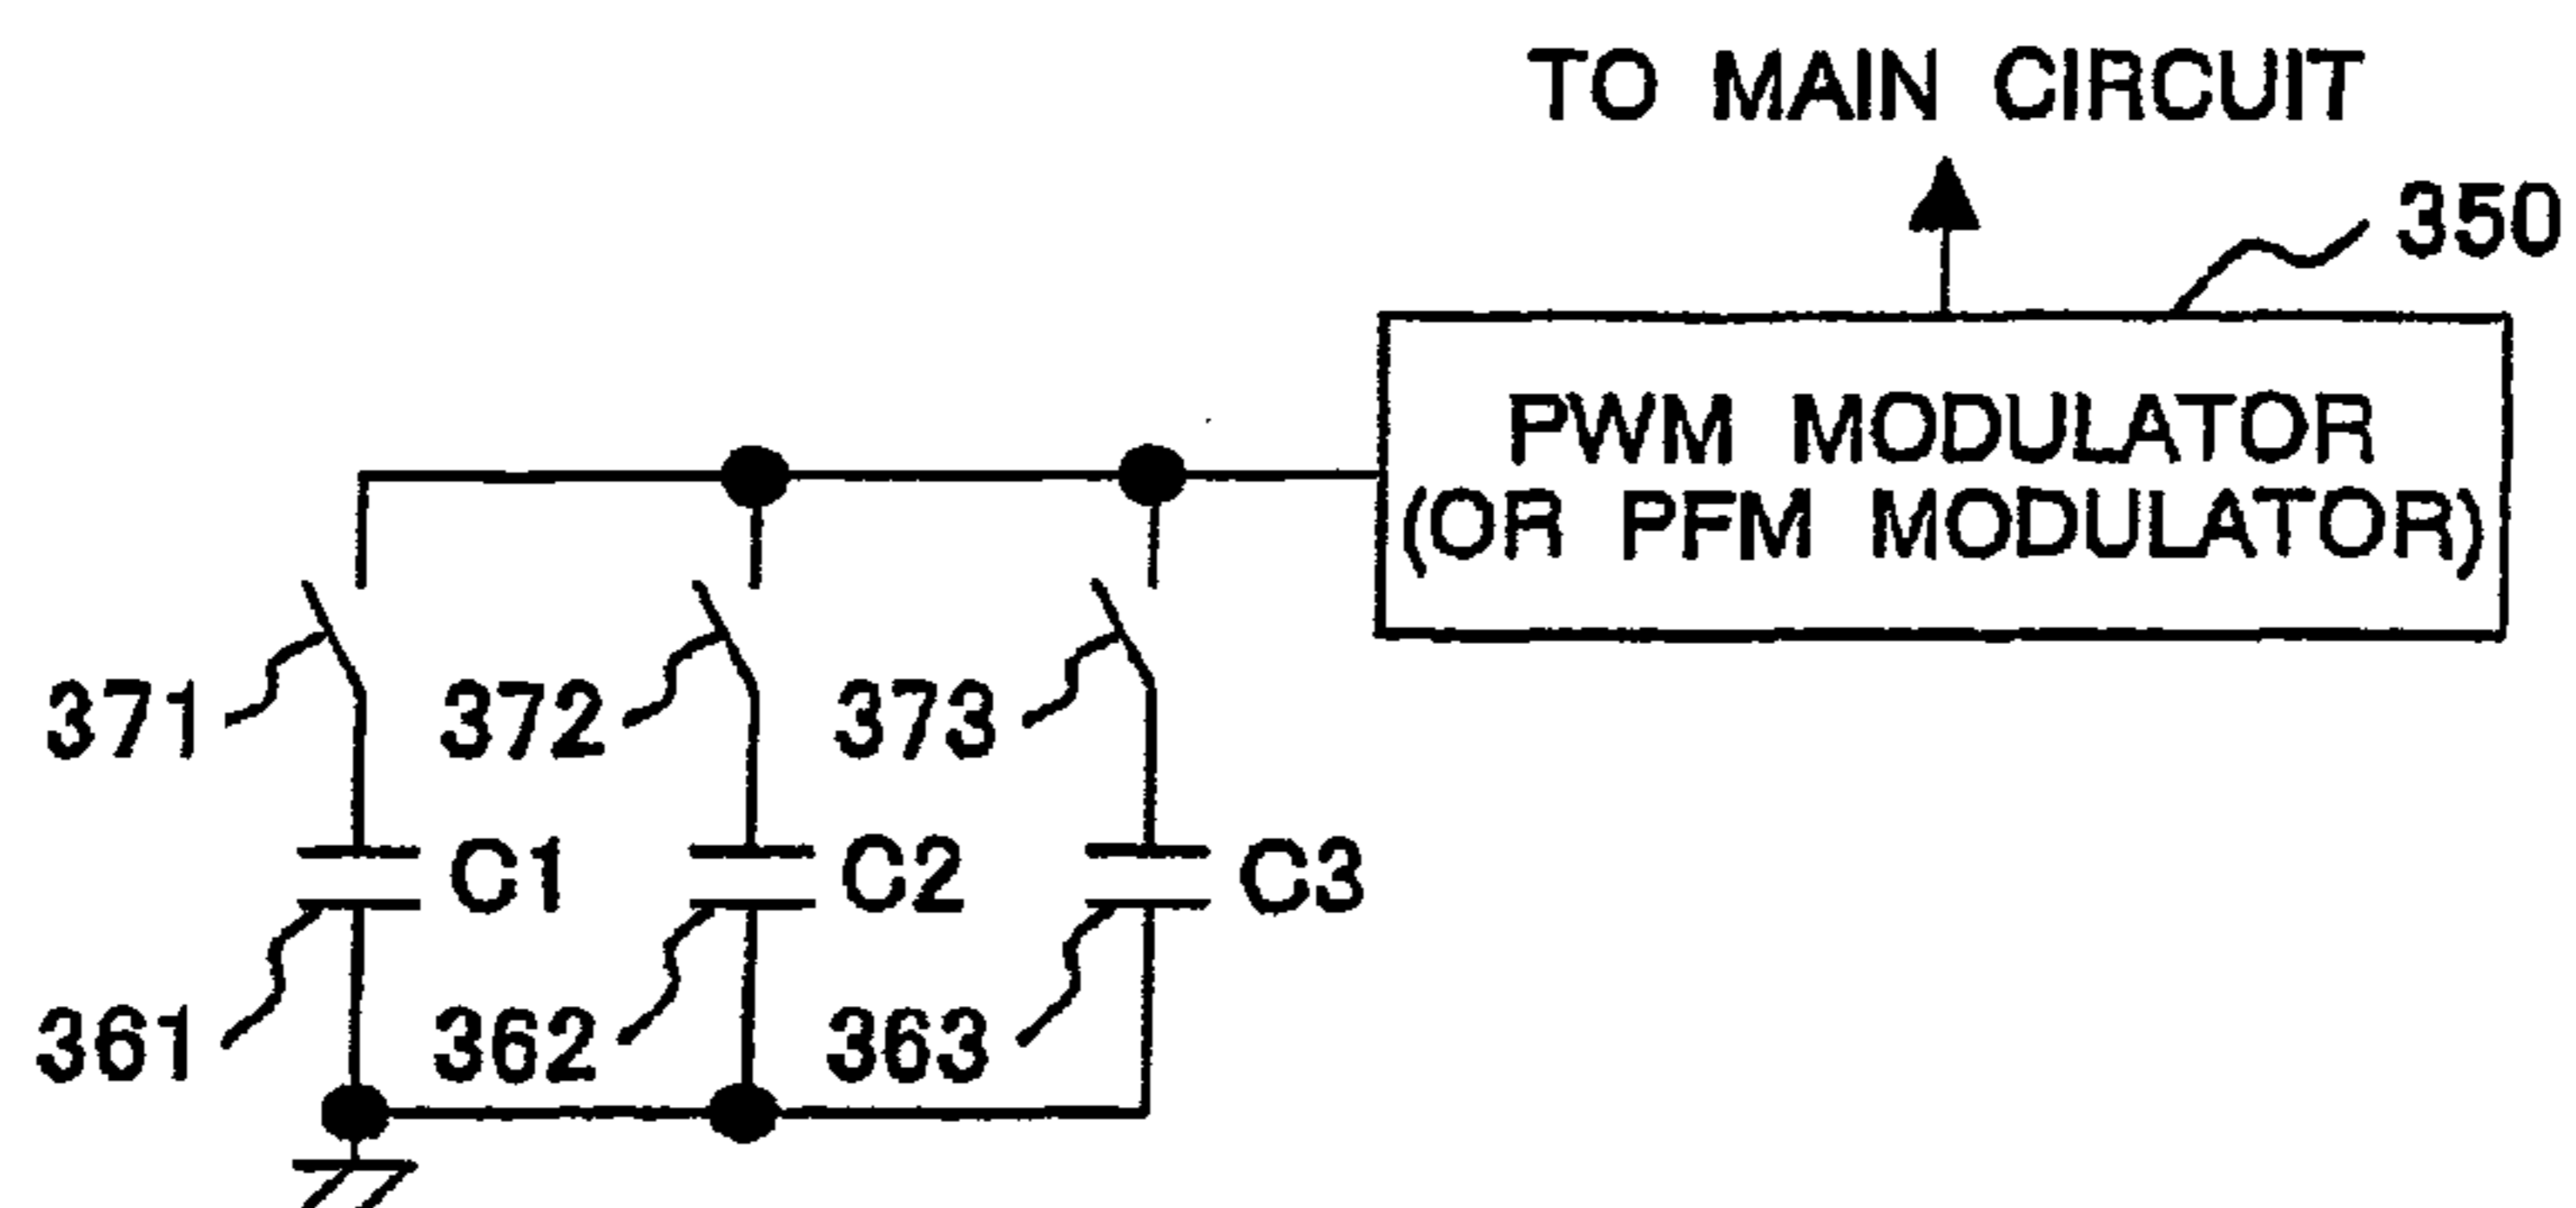 TO MAIN CIRCUIT
350
PWM MODULATOR
(OR PFM MODULATOR)
371
372
373
C1
C2
C3
361
362
363